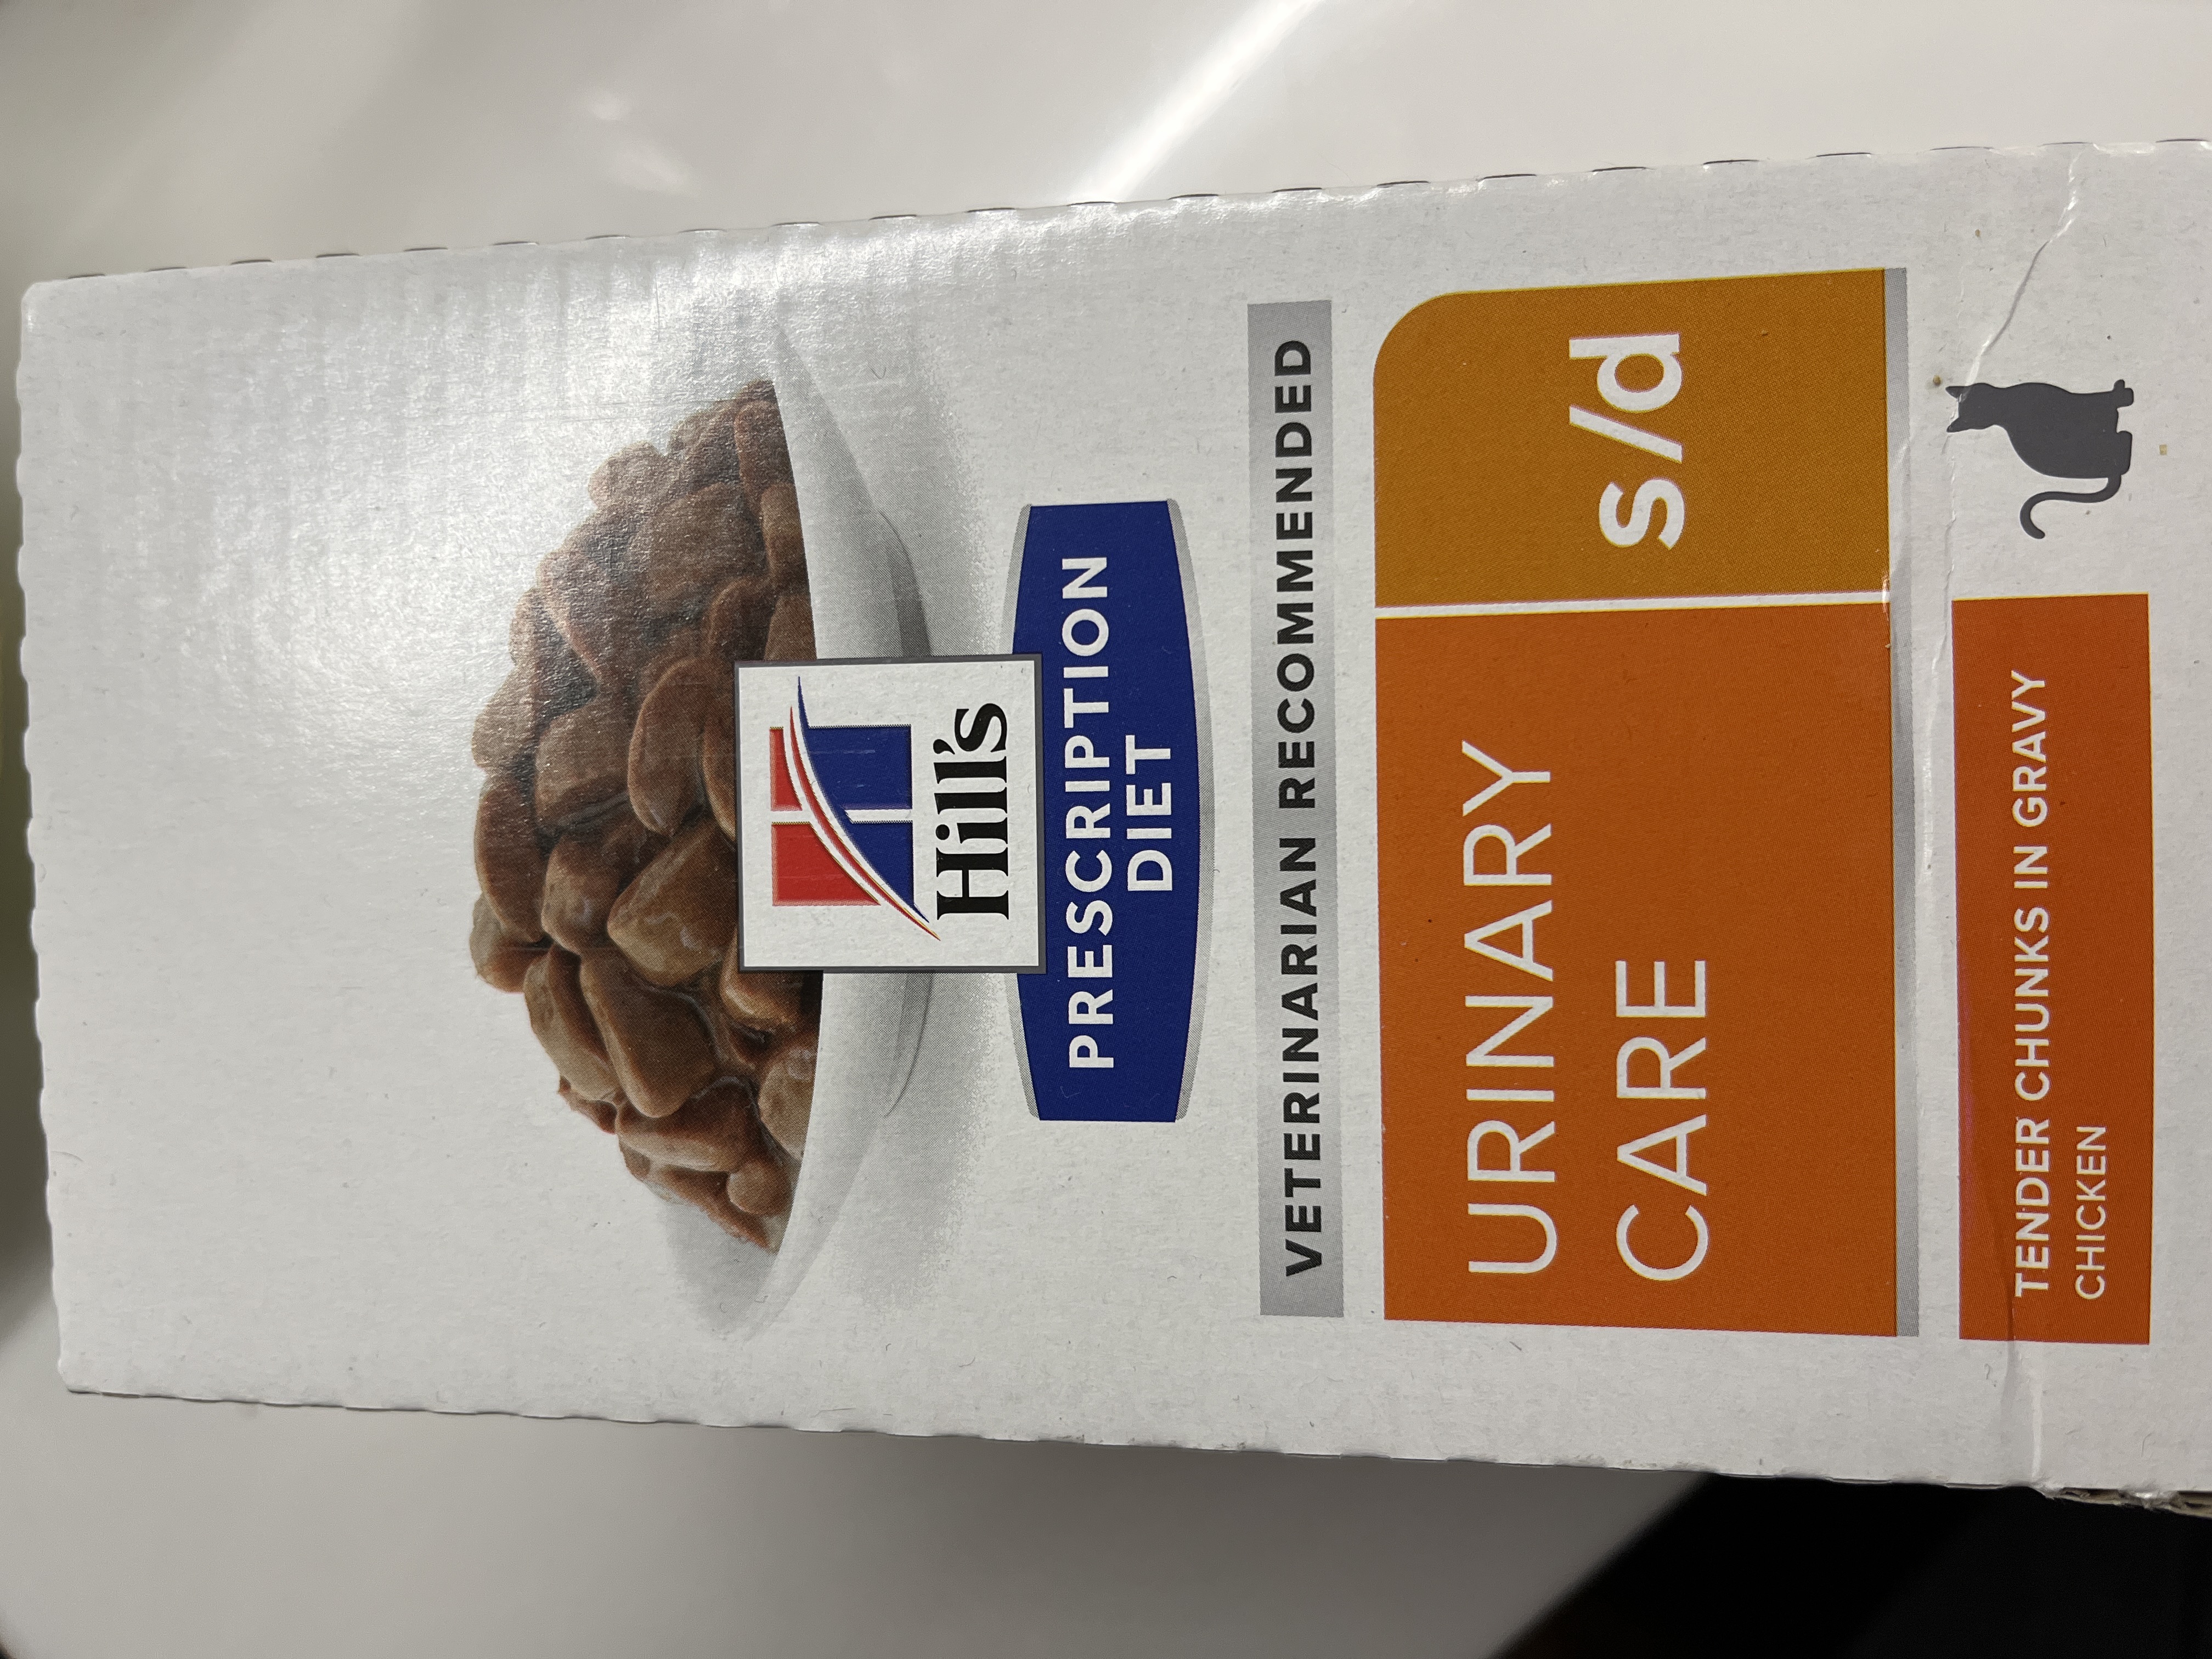 Hill's
PRESCRIPTION
DIET
VETERINARIAN RECOMMENDED
URINARY
CARE
s/d
TENDER CHUNKS IN GRAVY
CHICKEN